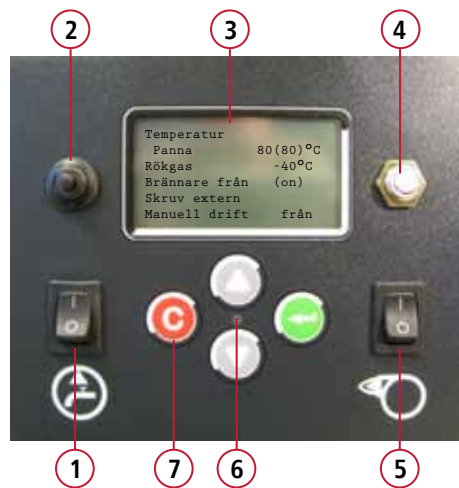 2 3 4
Temperatur
Panna 80(80)°C
Rökgas -40°C
Brännare från (on)
Skruv extern
Manuell drift från
C
I I
O O
1 7 6 5